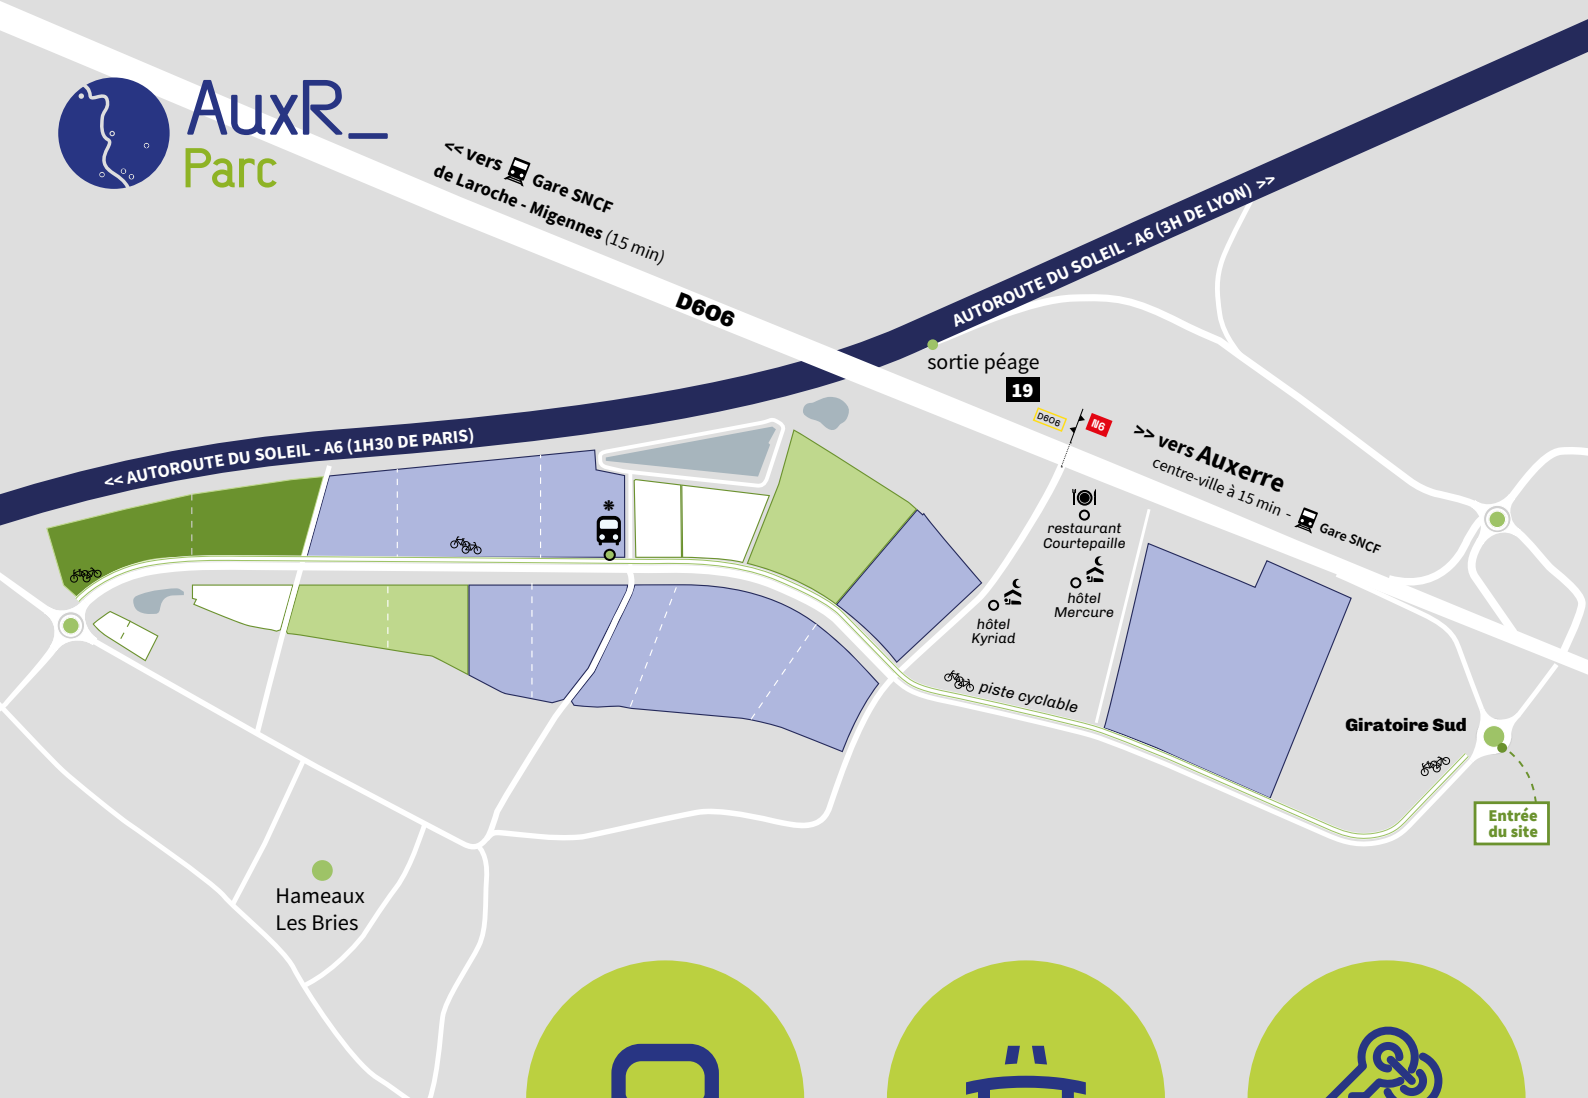 AuxR_
Parc
<< vers Gare SNCF
de Laroche - Migennes (15 min)
D606
AUTOROUTE DU SOLEIL - A6 (3H DE LYON) >>
sortie péage
19
D606
N6
>> vers Auxerre
centre-ville à 15 min - Gare SNCF
<< AUTOROUTE DU SOLEIL - A6 (1H30 DE PARIS)
restaurant
Courtepaille
hôtel
Mercure
hôtel
Kyriad
piste cyclable
Giratoire Sud
Entrée
du site
Hameaux
Les Bries